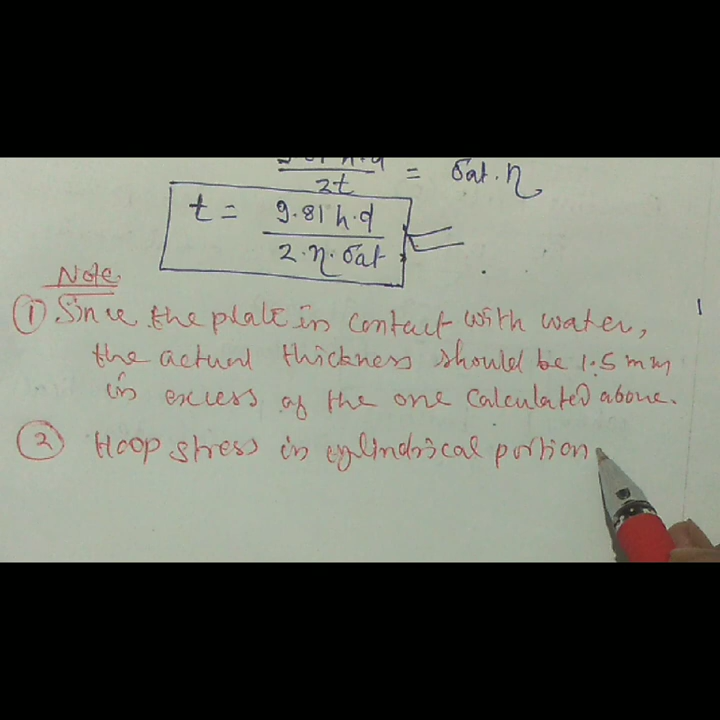 2t = σat. η
t = 9.81 h.d / 2.η.σat
Note
① Since the plate in contact with water,
the actual thickness should be 1.5 mm
in excess of the one calculated above.
② Hoop stress in cylindrical portion